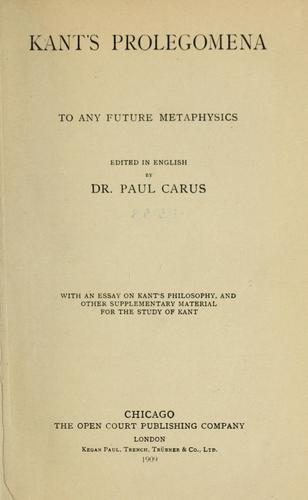 KANT'S PROLEGOMENA
TO ANY FUTURE METAPHYSICS
EDITED IN ENGLISH
BY
DR. PAUL CARUS
WITH AN ESSAY ON KANT'S PHILOSOPHY, AND
OTHER SUPPLEMENTARY MATERIAL
FOR THE STUDY OF KANT
CHICAGO
THE OPEN COURT PUBLISHING COMPANY
LONDON
KEGAN PAUL, TRENCH, TRÜBNER & CO., LTD.
1909